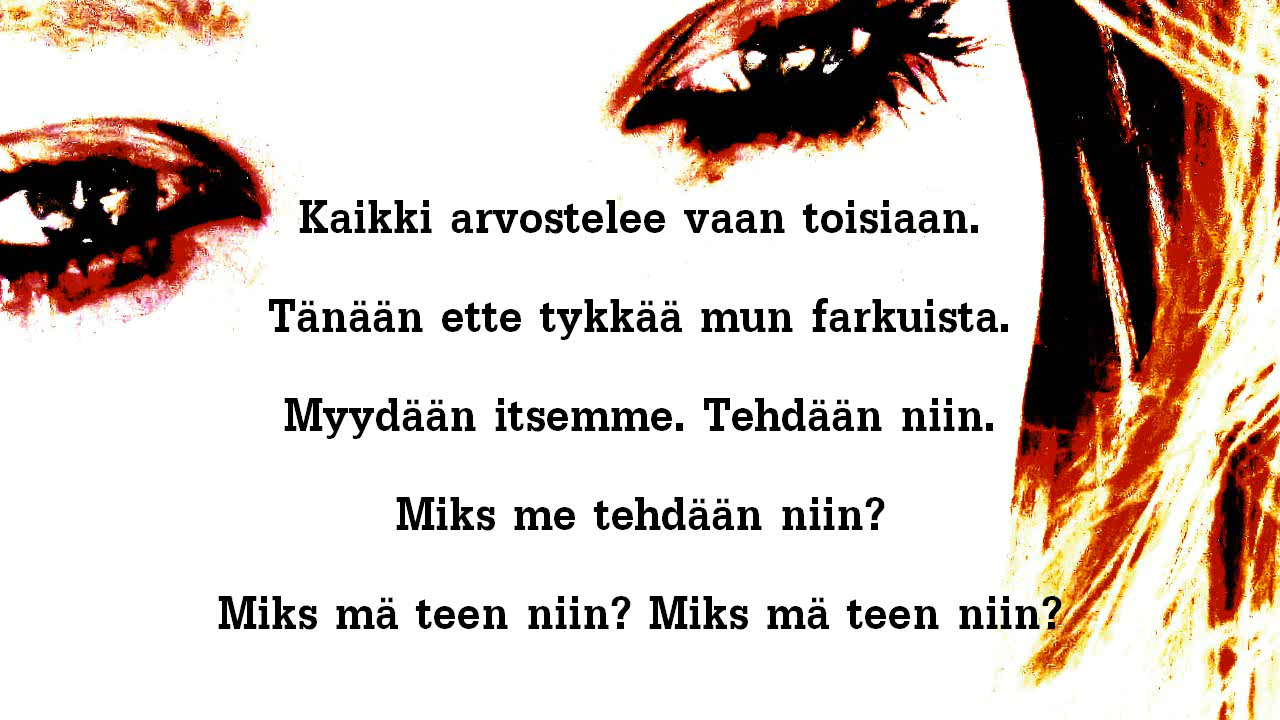 Kaikki arvostelee vaan toisiaan.
Tänään ette tykkää mun farkuista.
Myydään itsemme. Tehdään niin.
Miks me tehdään niin?
Miks mä teen niin? Miks mä teen niin?